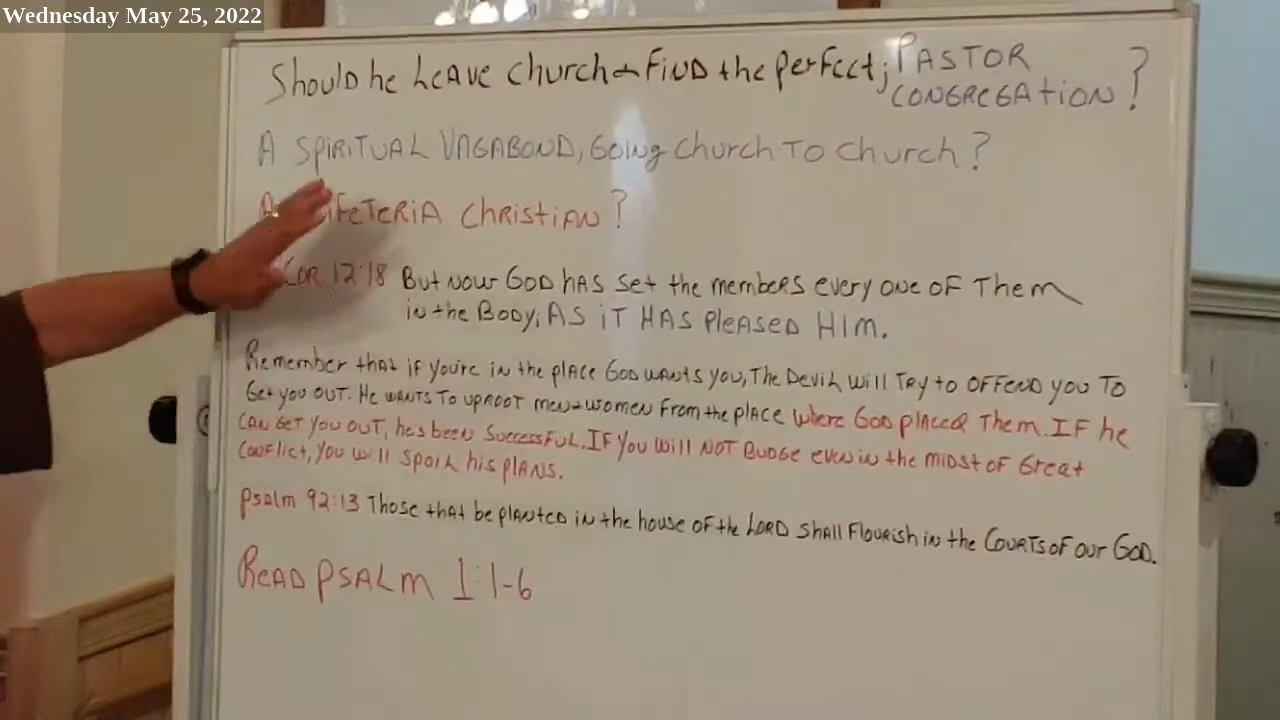 Wednesday May 25, 2022
Should he Leave Church + Find the perfect; PASTOR
CONGREGATION ?
A SPIRITUAL VAGABOND, Going Church To Church?
Christian?
Cor 12:18 But Now God has set the members every one of Them
in the Body, AS iT HAS PleaseD HIM.
Remember that if you're in the place God wants you, The Devil will Try to OFFEND you TO
Get you OUT. He wants To uproot men + women From the place where God placed Them. IF he
CAN Get You OUT, he's been SuccessFUL. IF You will NOT Budge even in the midst of Great
Conflict, You will Spoil his plans.
Psalm 92:13 Those that be planted in the house of the LORD Shall Flourish in the Courts of our God.
Read Psalm 1:1-6